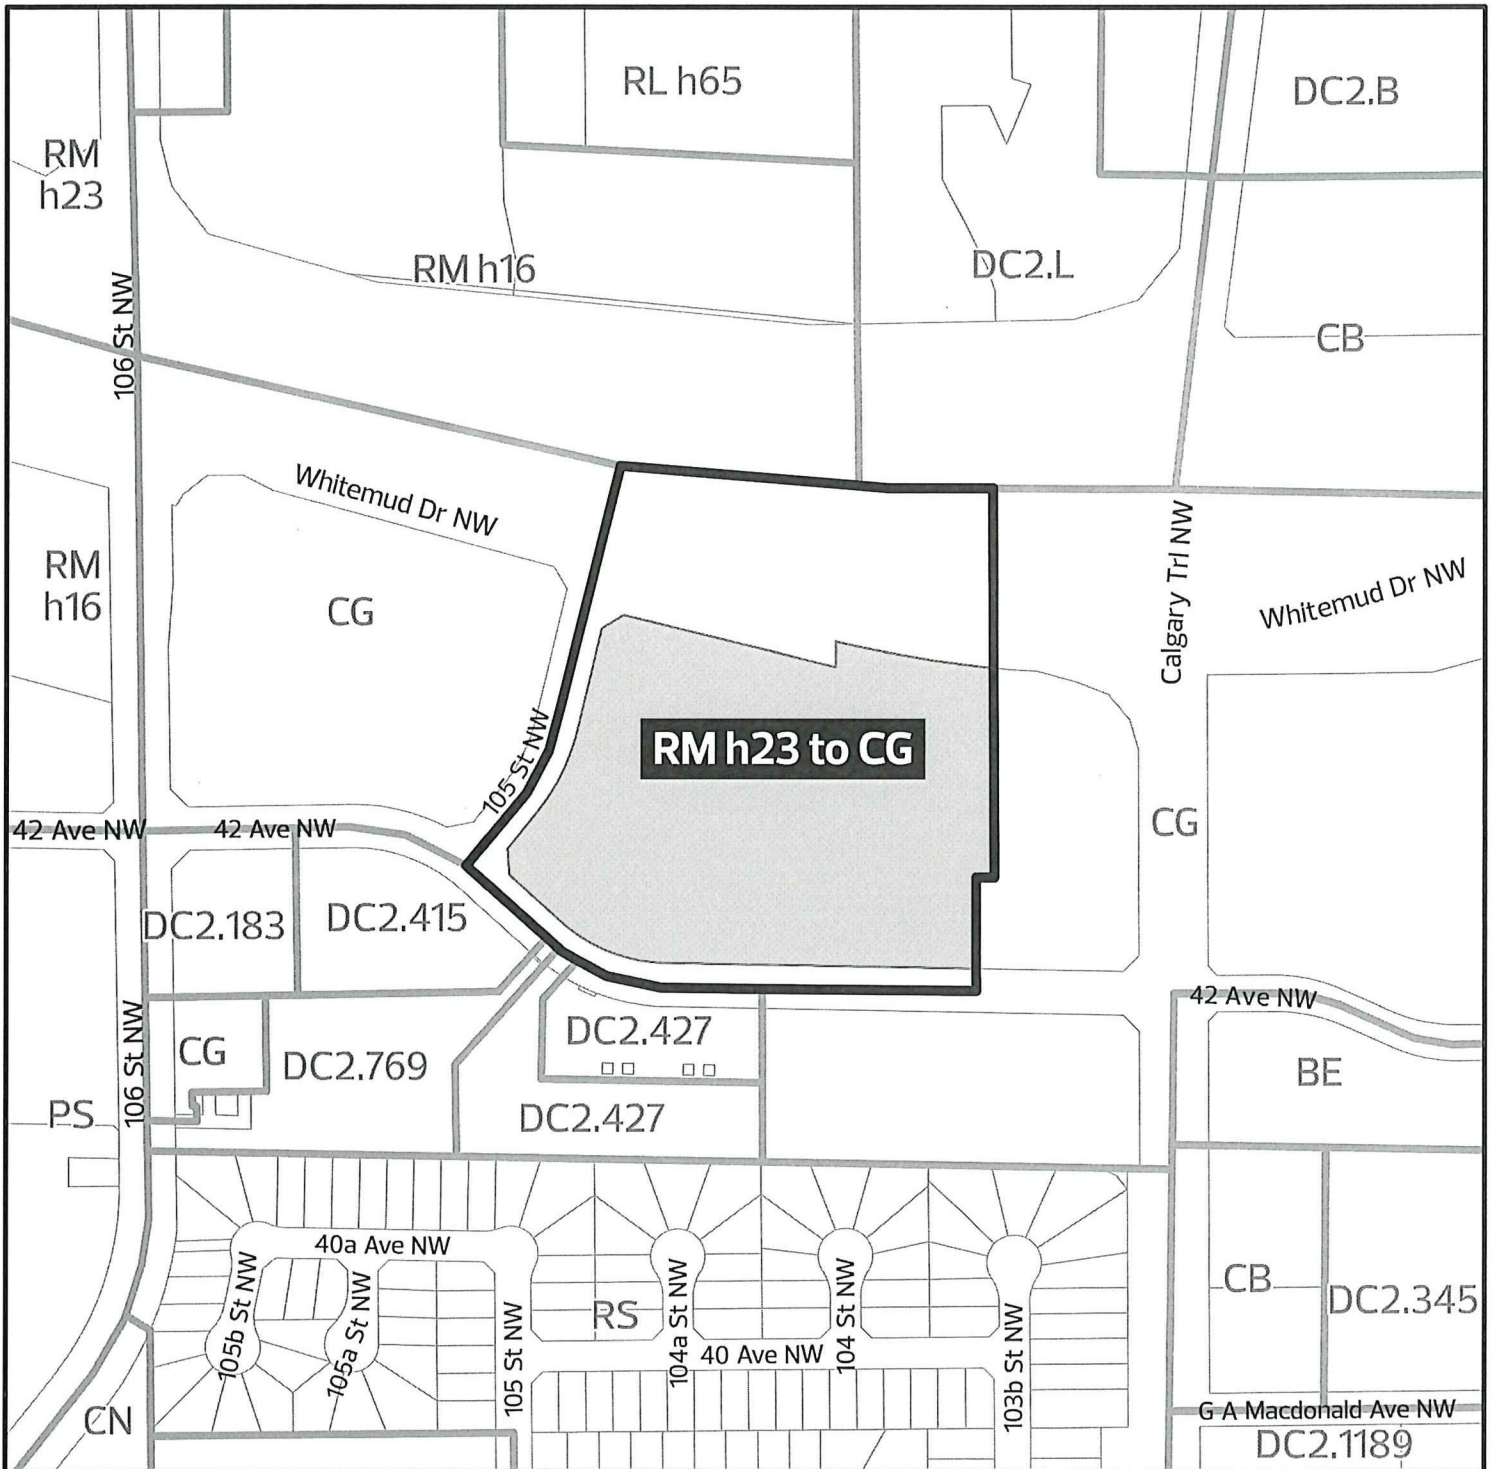 RL h65
DC2.B
RM
h23
RM h16
DC2.L
106 St NW
CB
Whitemud Dr NW
RM
h16
CG
Calgary Trl NW
Whitemud Dr NW
105 St NW
RM h23 to CG
CG
42 Ave NW
42 Ave NW
DC2.183
DC2.415
42 Ave NW
106 St NW
CG
DC2.769
DC2.427
BE
PS
DC2.427
40a Ave NW
105b St NW
105a St NW
105 St NW
RS
104a St NW
104 St NW
103b St NW
40 Ave NW
CB
DC2.345
CN
G A Macdonald Ave NW
DC2.1189